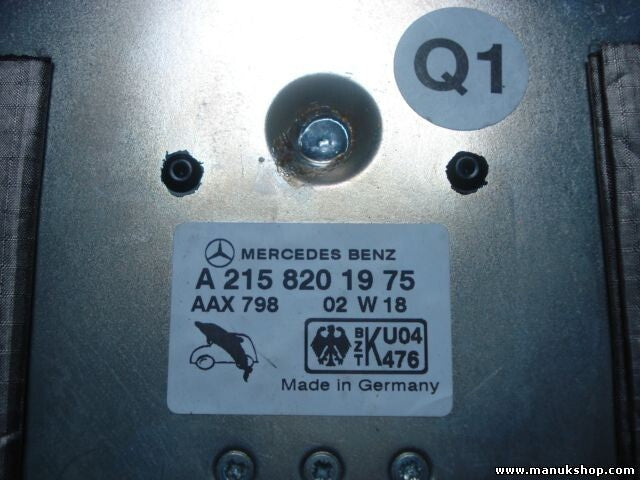 Q1
MERCEDES BENZ
A 215 820 19 75
AAX 798 02 W 18
BZT K U04 476
Made in Germany
www.manukshop.com